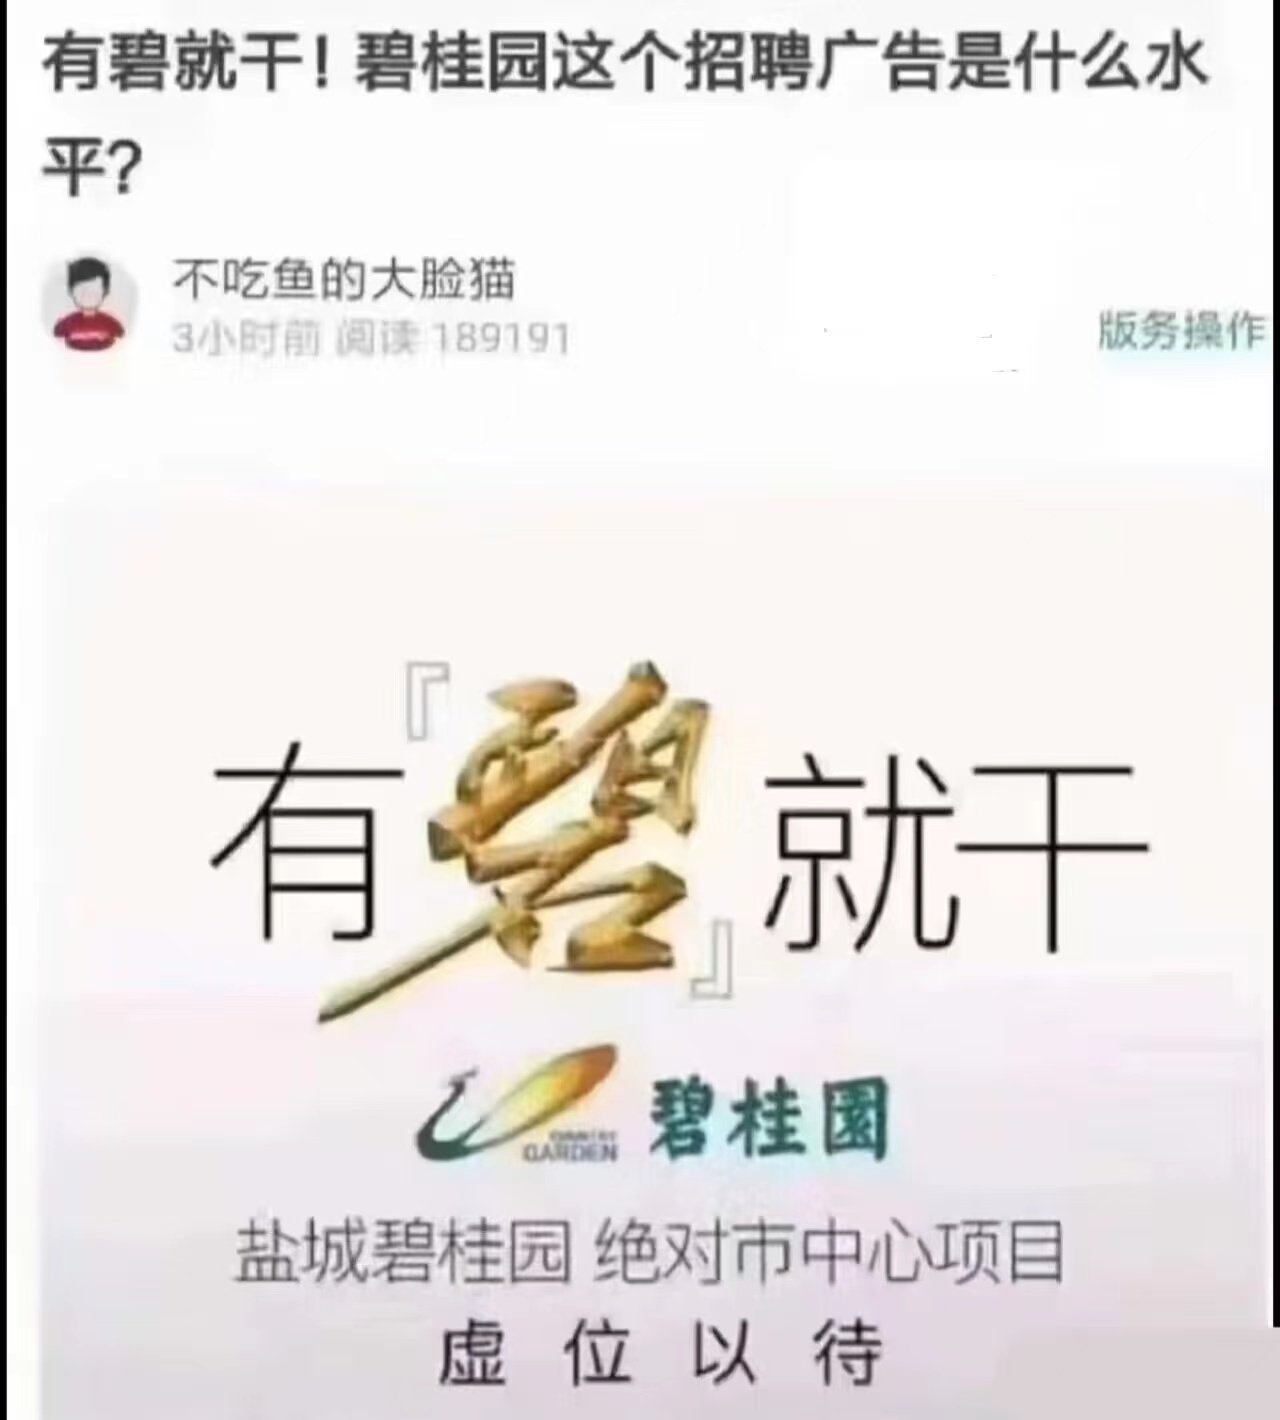 有碧就干！碧桂园这个招聘广告是什么水
平？
不吃鱼的大脸猫
3小时前 阅读 189191
版务操作
有『碧』就干
COUNTRY
GARDEN
碧桂園
盐城碧桂园 绝对市中心项目
虚位以待